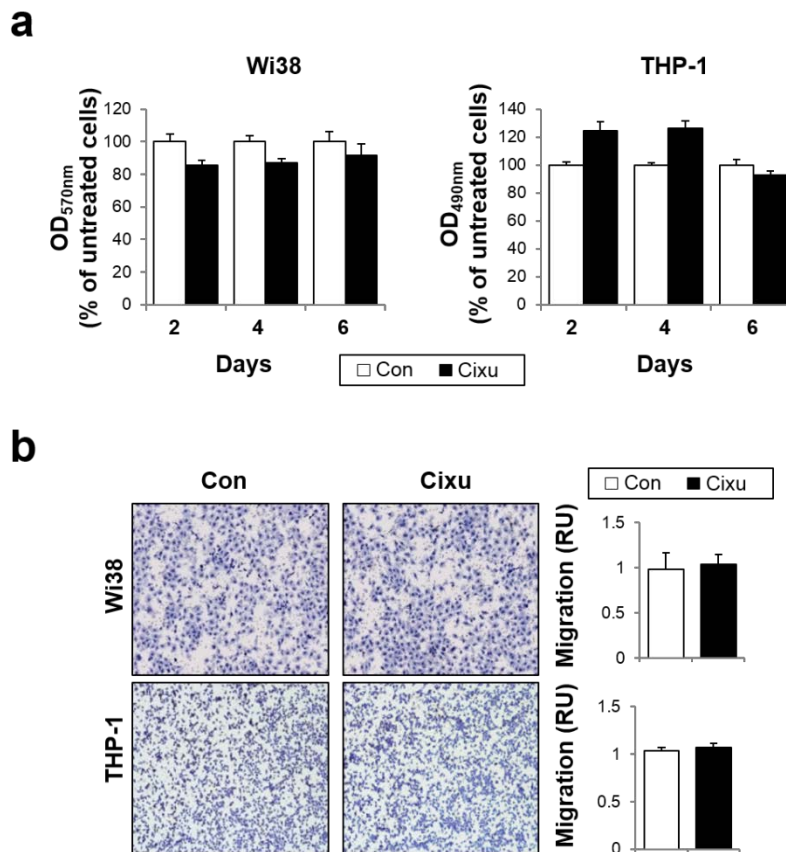 a
Wi38
THP-1
OD570nm
(% of untreated cells)
120
100
80
60
40
20
0
2
4
6
Days
OD490nm
(% of untreated cells)
140
120
100
80
60
40
20
0
2
4
6
Days
Con
Cixu
b
Con
Cixu
Con
Cixu
Wi38
Migration (RU)
1.5
1
0.5
0
THP-1
Migration (RU)
1.5
1
0.5
0